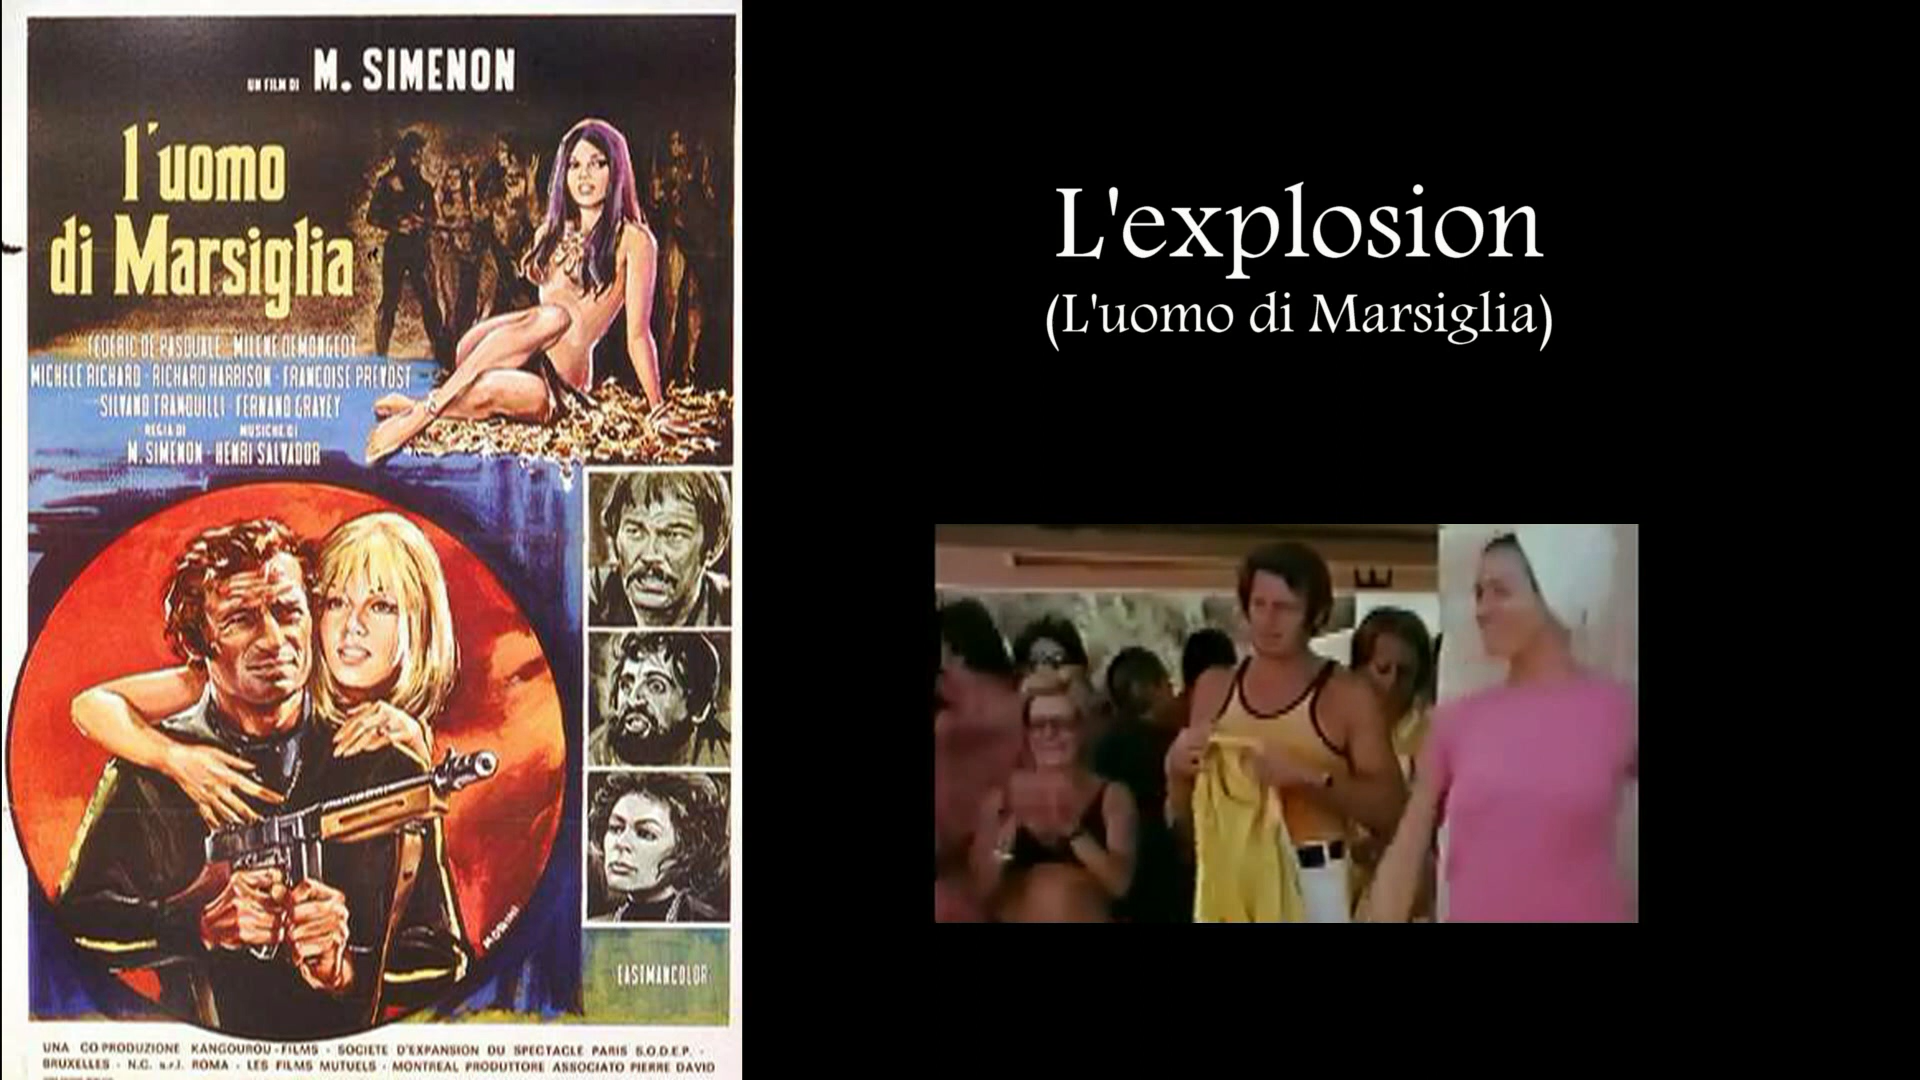 UN FILM DI M. SIMENON
l'uomo
di Marsiglia
FEDERIC DE PASQUALE - MILENE DEMONGEOT
MICHELE RICHARD - RICHARD HARRISON - FRANCOISE PREVOST
SILVANO TRANQUILLI - FERNAND GRAVEY
REGIA DI MUSICHE DI
M. SIMENON - HENRI SALVADOR
MORINI
EASTMANCOLOR
UNA CO-PRODUZIONE KANGOUROU-FILMS - SOCIETE D'EXPANSION DU SPECTACLE PARIS S.O.D.E.P. -
BRUXELLES - N.C. s.r.l. ROMA - LES FILMS MUTUELS - MONTREAL PRODUTTORE ASSOCIATO PIERRE DAVID
L'explosion
(L'uomo di Marsiglia)